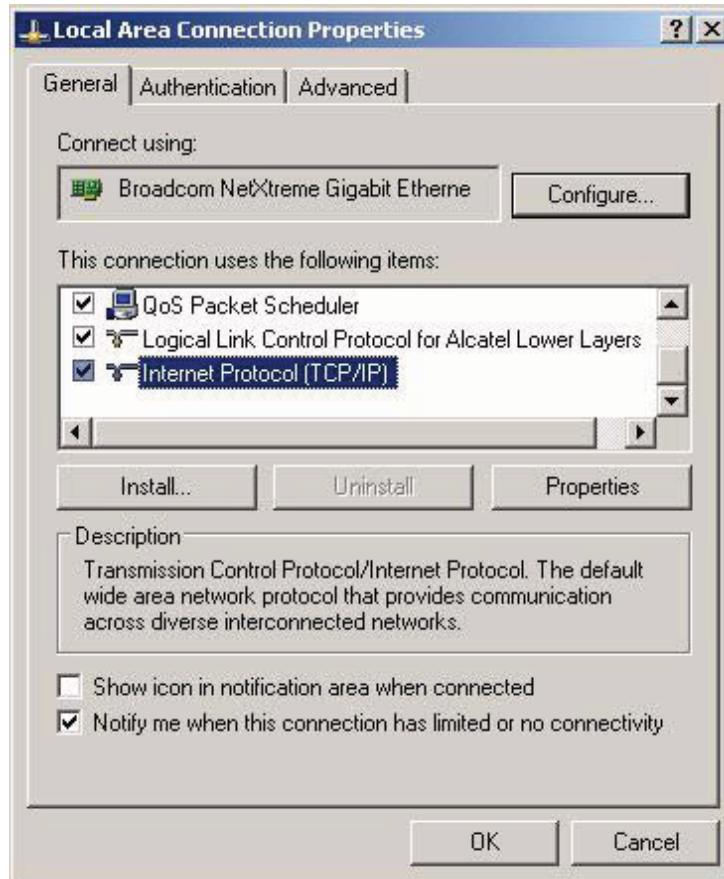 Local Area Connection Properties
General Authentication Advanced
Connect using:
Broadcom NetXtreme Gigabit Etherne Configure...
This connection uses the following items:
QoS Packet Scheduler
Logical Link Control Protocol for Alcatel Lower Layers
Internet Protocol (TCP/IP)
Install... Uninstall Properties
Description
Transmission Control Protocol/Internet Protocol. The default
wide area network protocol that provides communication
across diverse interconnected networks.
Show icon in notification area when connected
Notify me when this connection has limited or no connectivity
OK Cancel